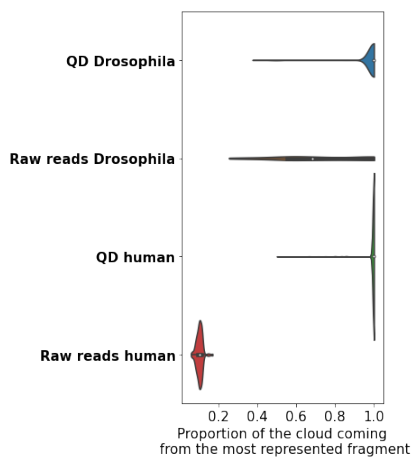 QD Drosophila
Raw reads Drosophila
QD human
Raw reads human
0.2 0.4 0.6 0.8 1.0
Proportion of the cloud coming
from the most represented fragment